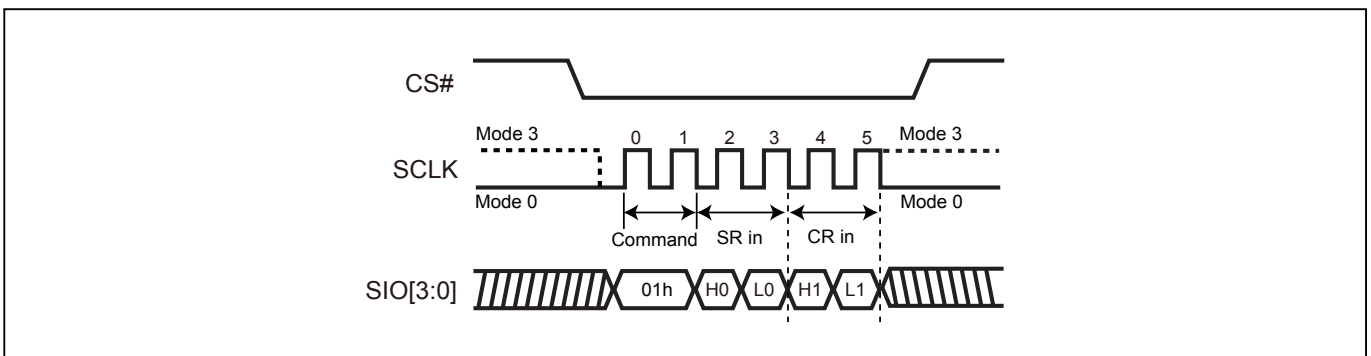 CS#
Mode 3 0 1 2 3 4 5 Mode 3
SCLK
Mode 0 Mode 0
Command SR in CR in
SIO[3:0] 01h H0 L0 H1 L1